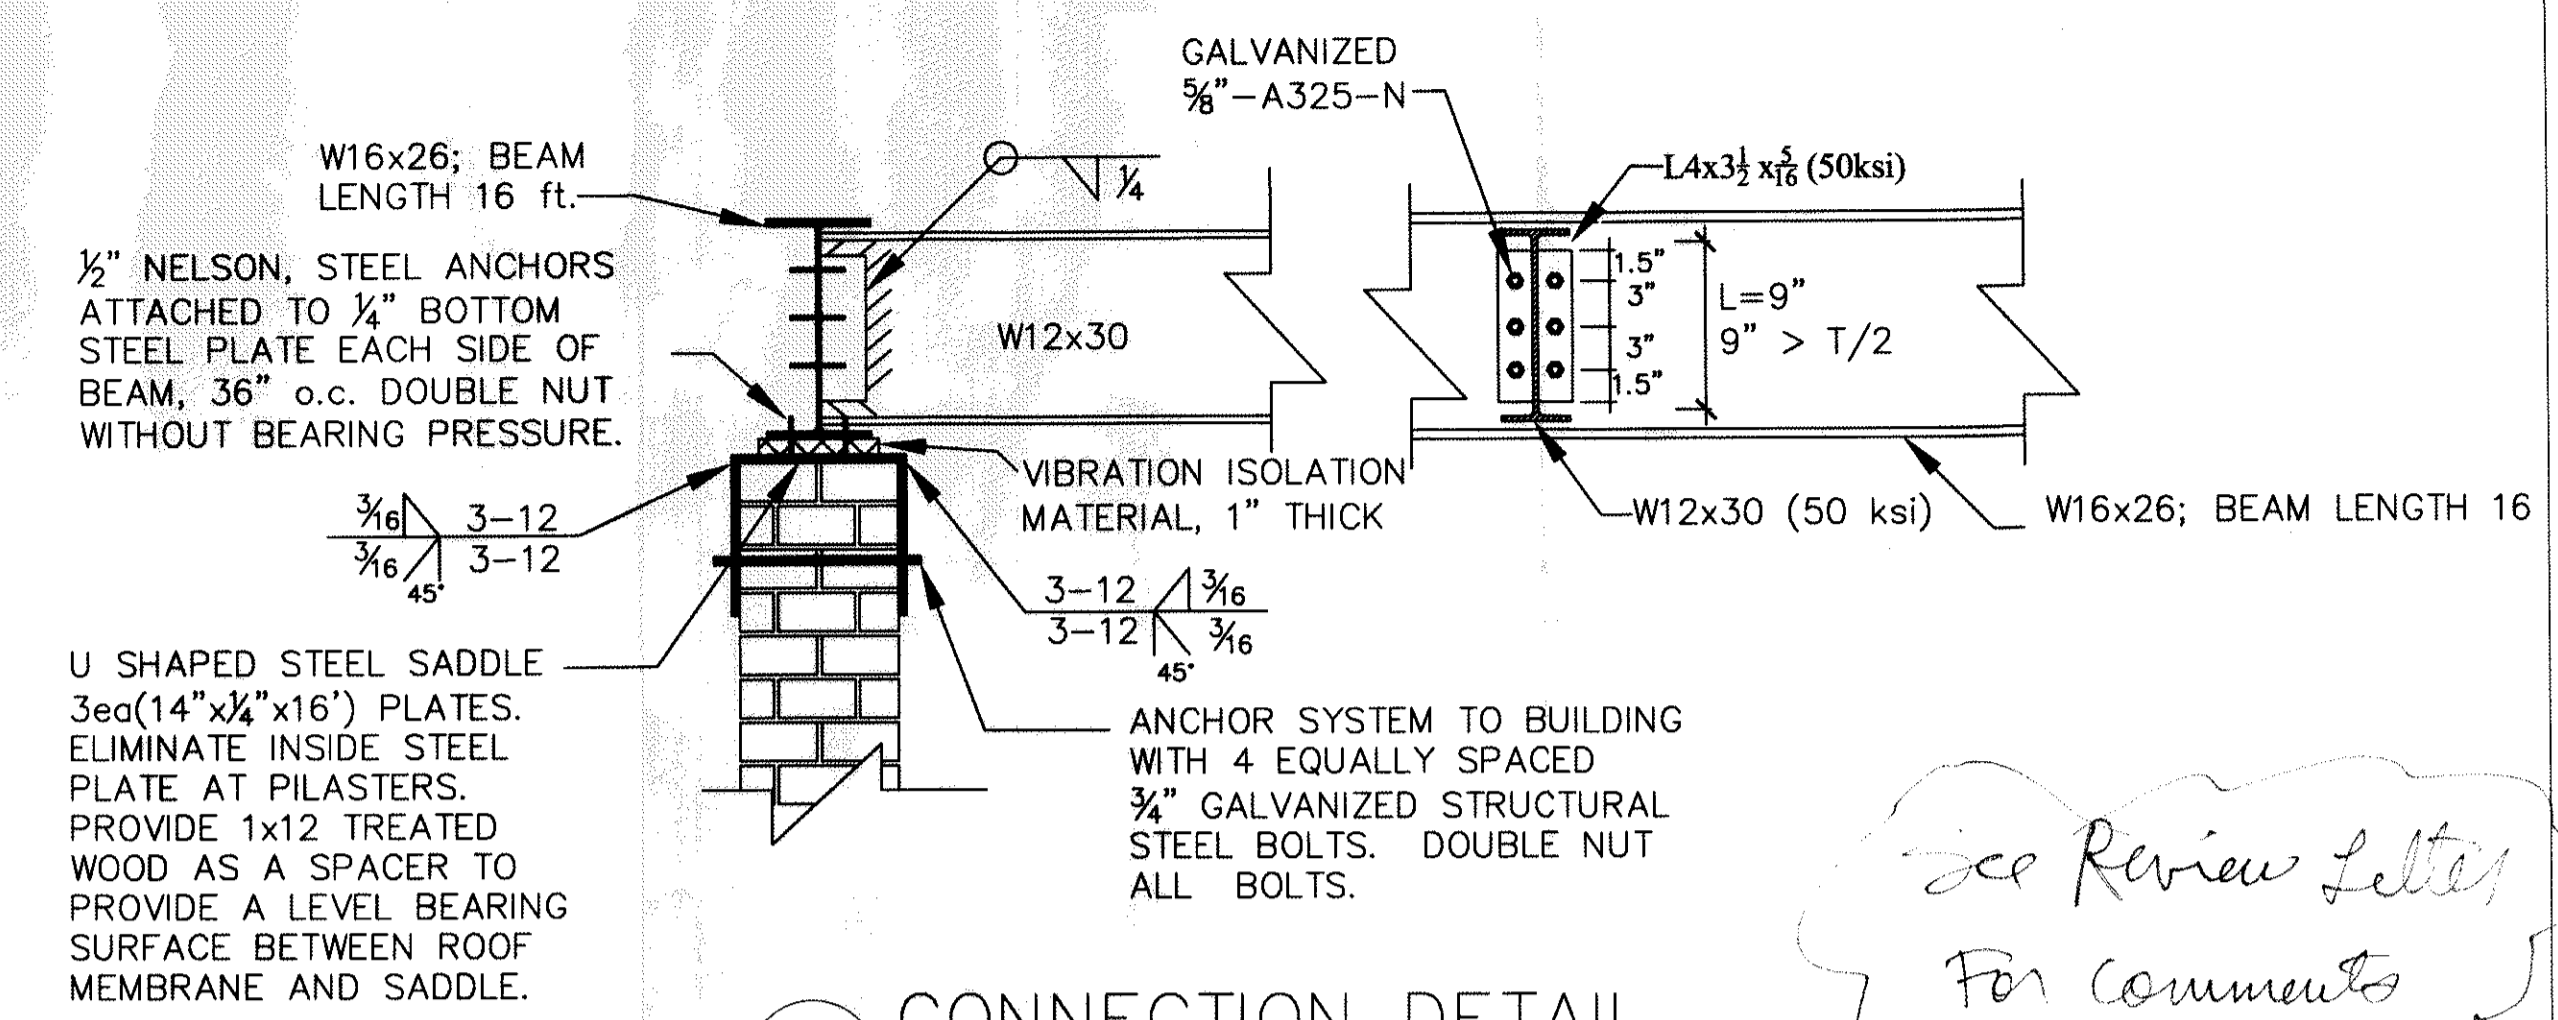 GALVANIZED
⅝"-A325-N
W16x26; BEAM
LENGTH 16 ft.
¼
L4x3½ x 5/16 (50ksi)
½" NELSON, STEEL ANCHORS
ATTACHED TO ¼" BOTTOM
STEEL PLATE EACH SIDE OF
BEAM, 36" o.c. DOUBLE NUT
WITHOUT BEARING PRESSURE.
W12x30
1.5"
3"
3"
1.5"
L=9"
9" > T/2
VIBRATION ISOLATION
MATERIAL, 1" THICK
W12x30 (50 ksi)
W16x26; BEAM LENGTH 16
3/16 3-12
3/16 3-12
45°
3-12 3/16
3-12 3/16
45°
U SHAPED STEEL SADDLE
3ea(14"x¼"x16') PLATES.
ELIMINATE INSIDE STEEL
PLATE AT PILASTERS.
PROVIDE 1x12 TREATED
WOOD AS A SPACER TO
PROVIDE A LEVEL BEARING
SURFACE BETWEEN ROOF
MEMBRANE AND SADDLE.
ANCHOR SYSTEM TO BUILDING
WITH 4 EQUALLY SPACED
¾" GALVANIZED STRUCTURAL
STEEL BOLTS. DOUBLE NUT
ALL BOLTS.
See Review Letter
For Comments
CONNECTION DETAIL